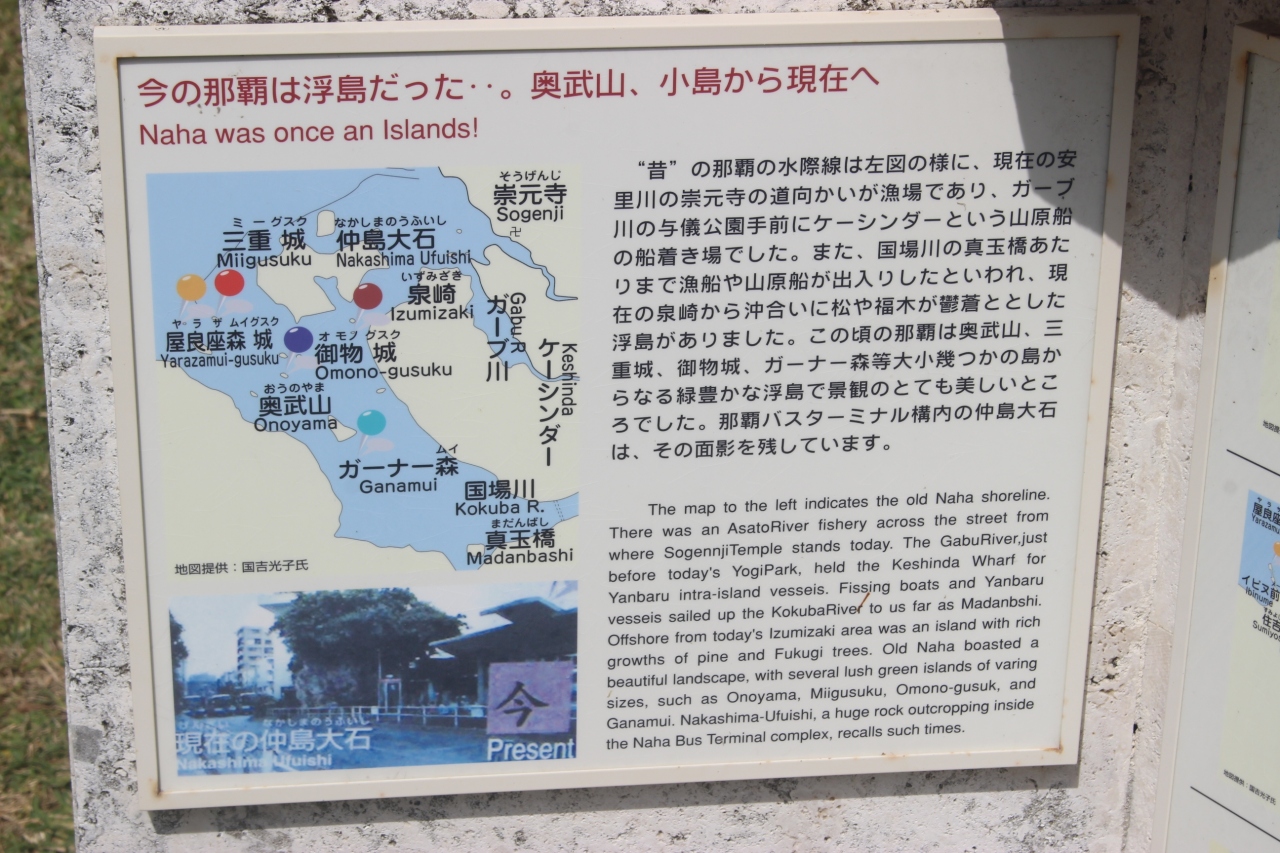 今の那覇は浮島だった‥。奥武山、小島から現在へ
Naha was once an Islands!
そうげんじ
崇元寺
Sogenji
卍
ミーグスク
三重城
Miigusuku
なかしまのうふいし
仲島大石
Nakashima Ufuishi
いずみざき
泉崎
Izumizaki
ヤラザムイグスク
屋良座森城
Yarazamui-gusuku
オモノグスク
御物城
Omono-gusuku
ガーブ川
Gabu R
ケーシンダー
Keshinda
おうのやま
奥武山
Onoyama
ムイ
ガーナー森
Ganamui
国場川
Kokuba R.
まだんばし
真玉橋
Madanbashi
地図提供：国吉光子氏
げんざい なかしまのうふいし
現在の仲島大石
Nakashima Ufuishi
今
Present
“昔”の那覇の水際線は左図の様に、現在の安
里川の崇元寺の道向かいが漁場であり、ガーブ
川の与儀公園手前にケーシンダーという山原船
の船着き場でした。また、国場川の真玉橋あた
りまで漁船や山原船が出入りしたといわれ、現
在の泉崎から沖合いに松や福木が鬱蒼ととした
浮島がありました。この頃の那覇は奥武山、三
重城、御物城、ガーナー森等大小幾つかの島か
らなる緑豊かな浮島で景観のとても美しいとこ
ろでした。那覇バスターミナル構内の仲島大石
は、その面影を残しています。
The map to the left indicates the old Naha shoreline.
There was an AsatoRiver fishery across the street from
where SogennjiTemple stands today. The GabuRiver,just
before today's YogiPark, held the Keshinda Wharf for
Yanbaru intra-island vesseis. Fissing boats and Yanbaru
vesseis sailed up the KokubaRiver to us far as Madanbshi.
Offshore from today's Izumizaki area was an island with rich
growths of pine and Fukugi trees. Old Naha boasted a
beautiful landscape, with several lush green islands of varing
sizes, such as Onoyama, Miigusuku, Omono-gusuk, and
Ganamui. Nakashima-Ufuishi, a huge rock outcropping inside
the Naha Bus Terminal complex, recalls such times.